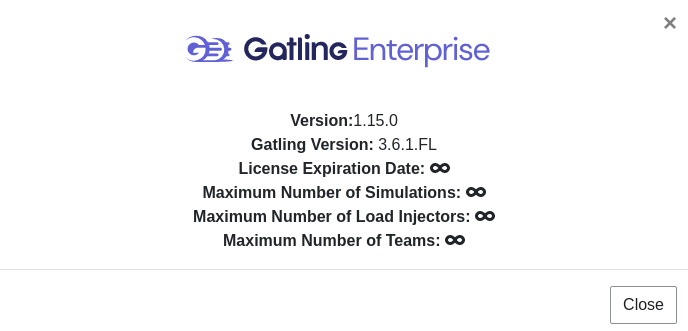 ×
Gatling Enterprise
Version:1.15.0
Gatling Version: 3.6.1.FL
License Expiration Date: ∞
Maximum Number of Simulations: ∞
Maximum Number of Load Injectors: ∞
Maximum Number of Teams: ∞
Close